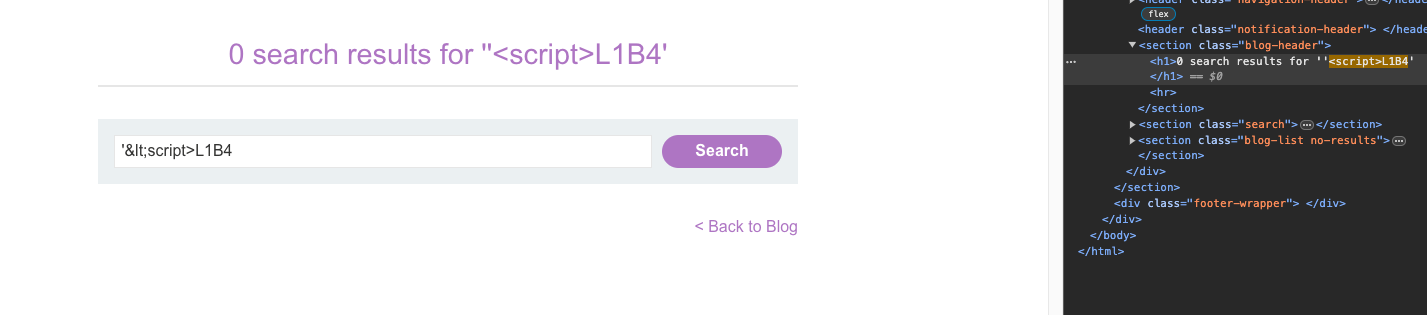 <header class="navigation-header">…</header>
flex
<header class="notification-header"> </heade
<section class="blog-header">
<h1>0 search results for ''<script>L1B4'
</h1> == $0
<hr>
</section>
<section class="search">…</section>
<section class="blog-list no-results">…
</section>
</div>
</section>
<div class="footer-wrapper"> </div>
</div>
</body>
</html>
0 search results for ''<script>L1B4'
'&lt;script>L1B4
Search
< Back to Blog